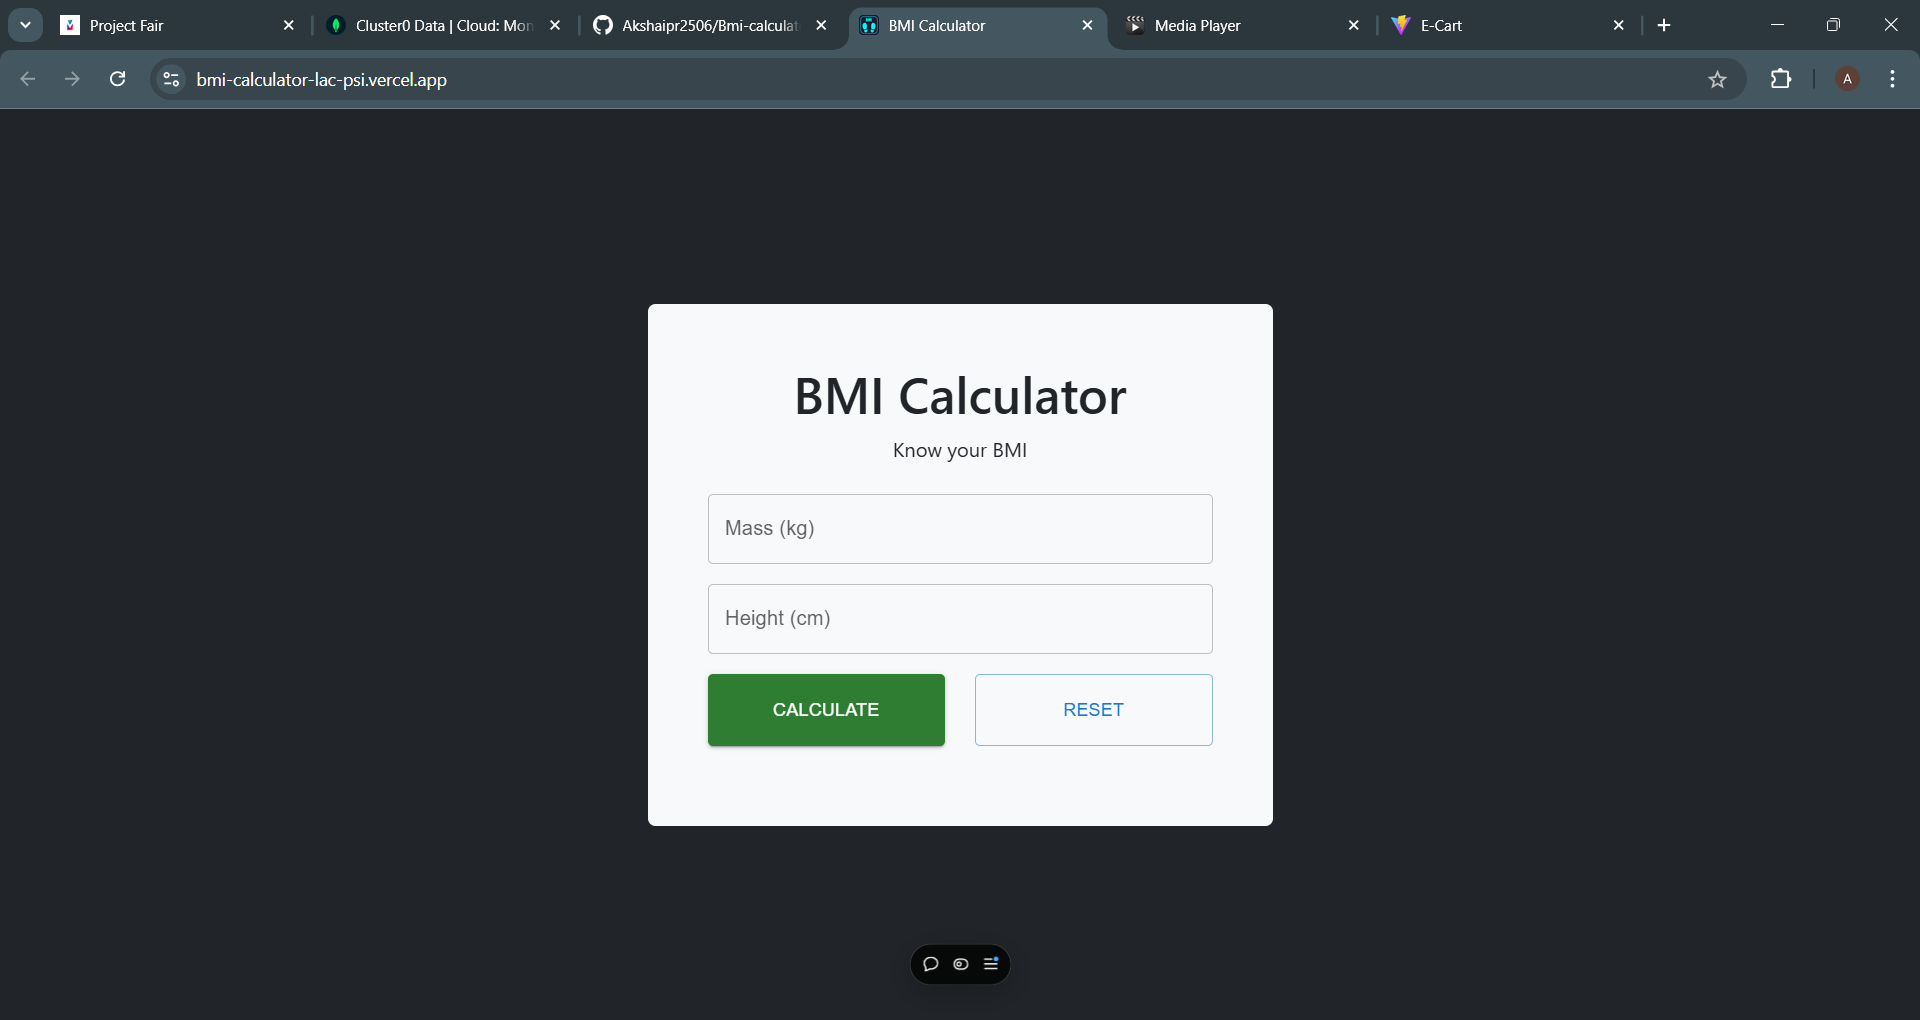 Project Fair
Cluster0 Data | Cloud: Mon
Akshaipr2506/Bmi-calculat
BMI Calculator
Media Player
E-Cart
bmi-calculator-lac-psi.vercel.app
A
BMI Calculator
Know your BMI
Mass (kg)
Height (cm)
CALCULATE
RESET